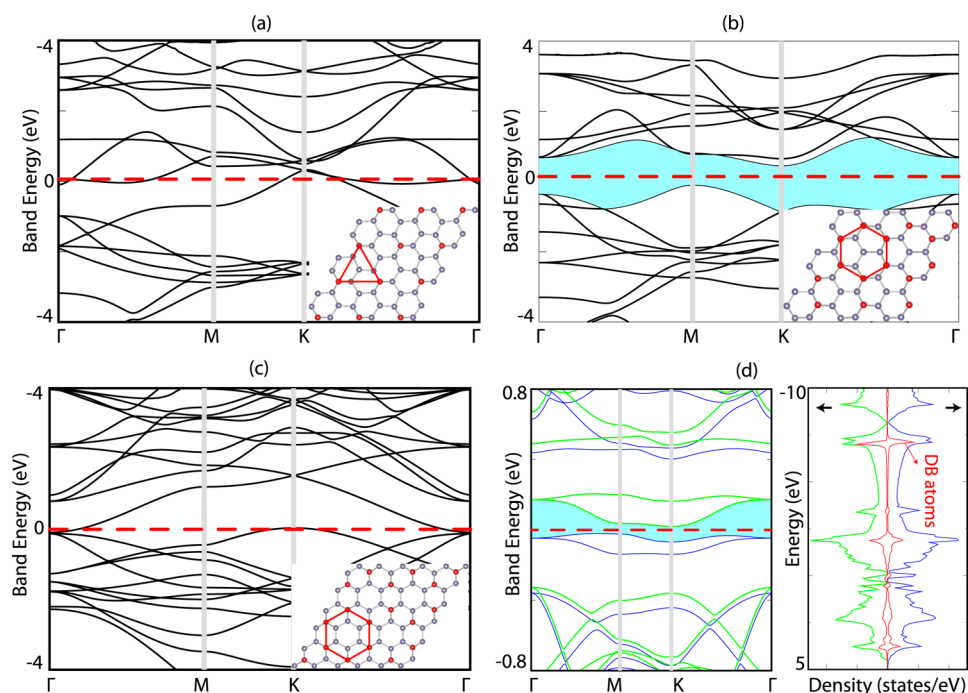 (a)
-4
Band Energy (eV)
0
-4
Γ
M
K
Γ
(b)
4
Band Energy (eV)
0
-4
Γ
M
K
Γ
(c)
-4
Band Energy (eV)
0
-4
Γ
M
K
Γ
(d)
0.8
Band Energy (eV)
-0.8
Γ
M
K
Γ
-10
Energy (eV)
5
DB atoms
Density (states/eV)